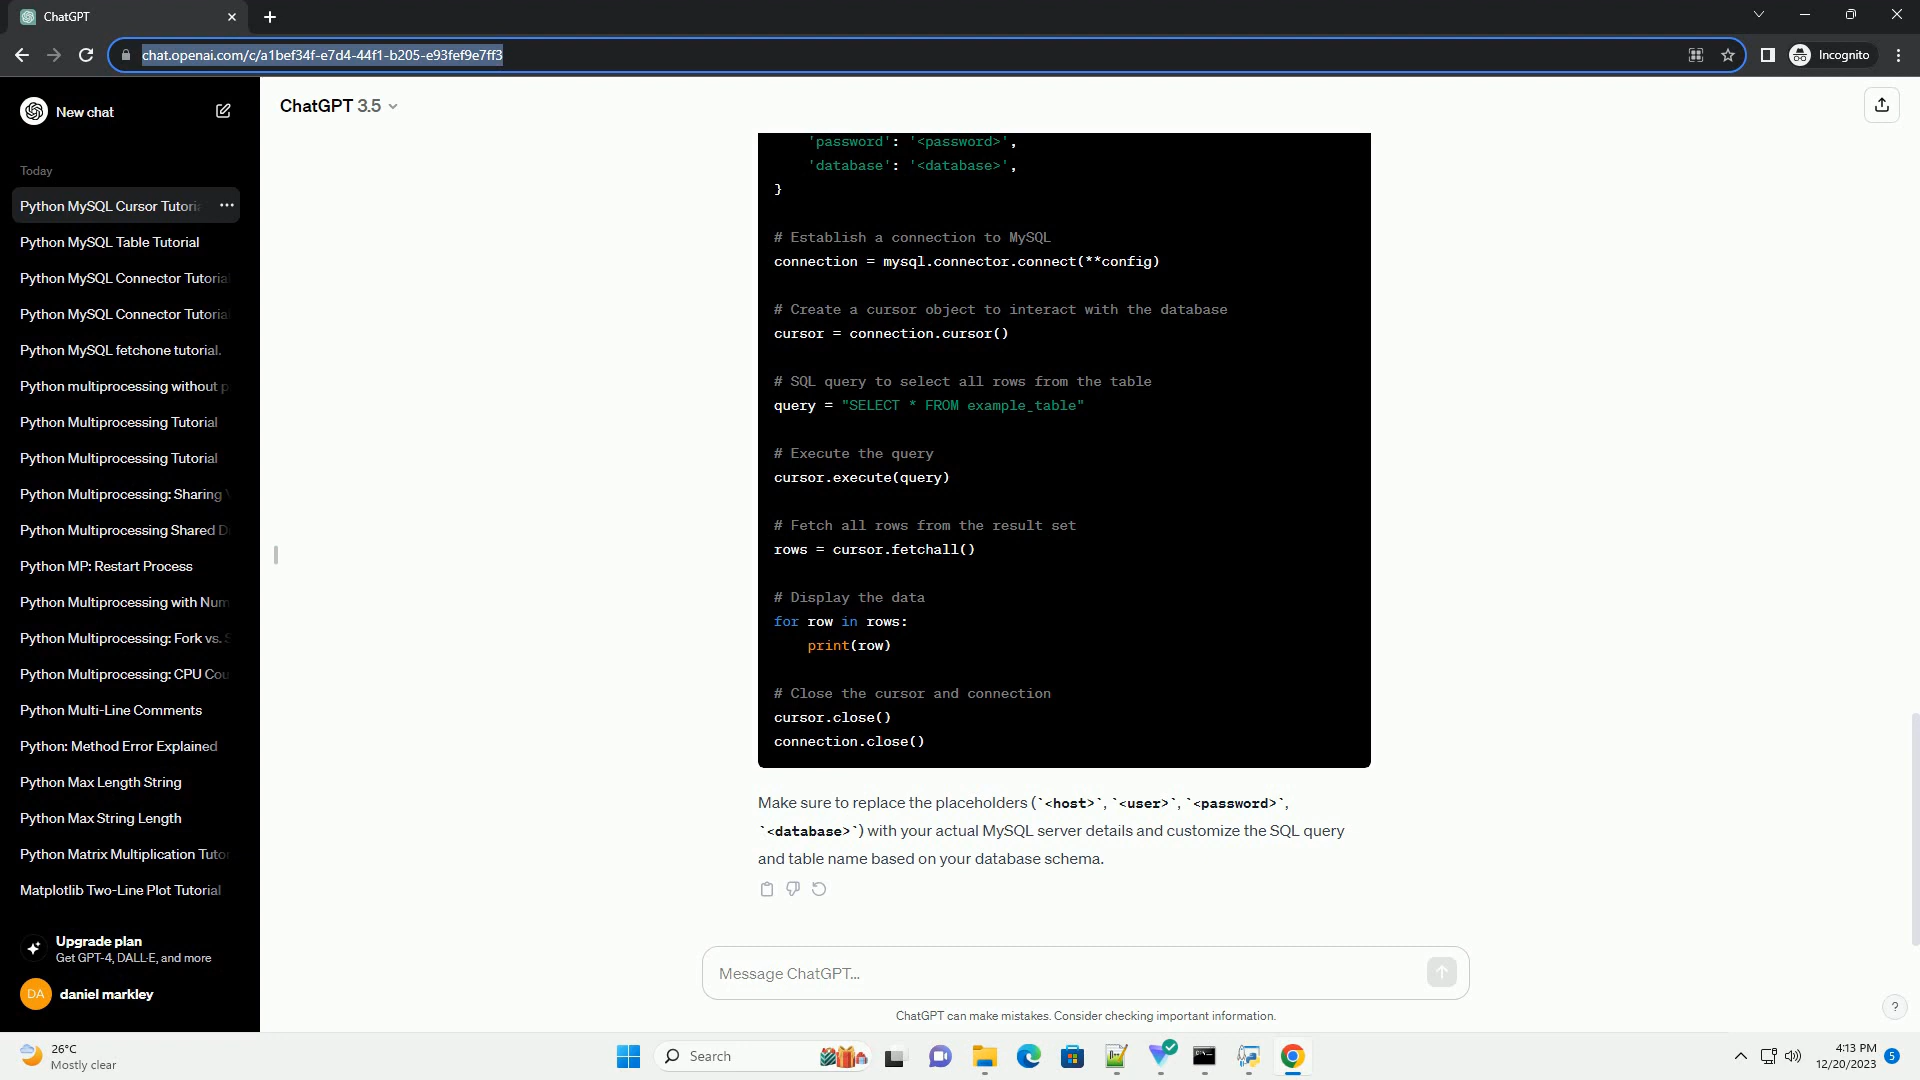 ChatGPT
chat.openai.com/c/a1bef34f-e7d4-44f1-b205-e93fef9e7ff3
Incognito
New chat
ChatGPT 3.5
Today
Python MySQL Cursor Tutoria
Python MySQL Table Tutorial
Python MySQL Connector Tutorial
Python MySQL Connector Tutorial
Python MySQL fetchone tutorial.
Python multiprocessing without p
Python Multiprocessing Tutorial
Python Multiprocessing Tutorial
Python Multiprocessing: Sharing V
Python Multiprocessing Shared D
Python MP: Restart Process
Python Multiprocessing with Num
Python Multiprocessing: Fork vs. S
Python Multiprocessing: CPU Cou
Python Multi-Line Comments
Python: Method Error Explained
Python Max Length String
Python Max String Length
Python Matrix Multiplication Tutor
Matplotlib Two-Line Plot Tutorial
Upgrade plan
Get GPT-4, DALL·E, and more
DA
daniel markley
'password': '<password>',
'database': '<database>',
}
# Establish a connection to MySQL
connection = mysql.connector.connect(**config)
# Create a cursor object to interact with the database
cursor = connection.cursor()
# SQL query to select all rows from the table
query = "SELECT * FROM example_table"
# Execute the query
cursor.execute(query)
# Fetch all rows from the result set
rows = cursor.fetchall()
# Display the data
for row in rows:
print(row)
# Close the cursor and connection
cursor.close()
connection.close()
Make sure to replace the placeholders (`<host>`, `<user>`, `<password>`,
`<database>`) with your actual MySQL server details and customize the SQL query
and table name based on your database schema.
Message ChatGPT...
ChatGPT can make mistakes. Consider checking important information.
?
26°C
Mostly clear
Search
4:13 PM
12/20/2023
5